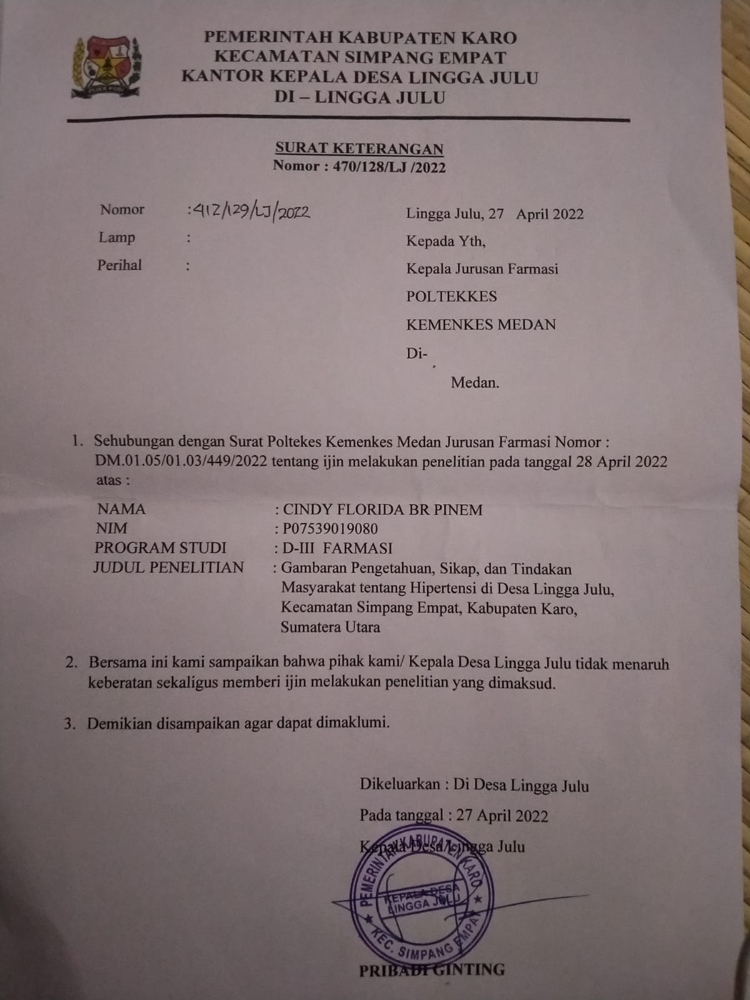 PEMERINTAH KABUPATEN KARO
KECAMATAN SIMPANG EMPAT
KANTOR KEPALA DESA LINGGA JULU
DI – LINGGA JULU
SURAT KETERANGAN
Nomor : 470/128/LJ /2022
Nomor : 412/129/LJ/2022
Lamp :
Perihal :
Lingga Julu, 27 April 2022
Kepada Yth,
Kepala Jurusan Farmasi
POLTEKKES
KEMENKES MEDAN
Di-
Medan.
1. Sehubungan dengan Surat Poltekes Kemenkes Medan Jurusan Farmasi Nomor :
DM.01.05/01.03/449/2022 tentang ijin melakukan penelitian pada tanggal 28 April 2022
atas :
NAMA : CINDY FLORIDA BR PINEM
NIM : P07539019080
PROGRAM STUDI : D-III FARMASI
JUDUL PENELITIAN : Gambaran Pengetahuan, Sikap, dan Tindakan
Masyarakat tentang Hipertensi di Desa Lingga Julu,
Kecamatan Simpang Empat, Kabupaten Karo,
Sumatera Utara
2. Bersama ini kami sampaikan bahwa pihak kami/ Kepala Desa Lingga Julu tidak menaruh
keberatan sekaligus memberi ijin melakukan penelitian yang dimaksud.
3. Demikian disampaikan agar dapat dimaklumi.
Dikeluarkan : Di Desa Lingga Julu
Pada tanggal : 27 April 2022
Kepala Desa Lingga Julu
PEMERINTAH KABUPATEN KARO
KEPALA DESA
LINGGA JULU
KEC. SIMPANG EMPAT
PRIBADI GINTING